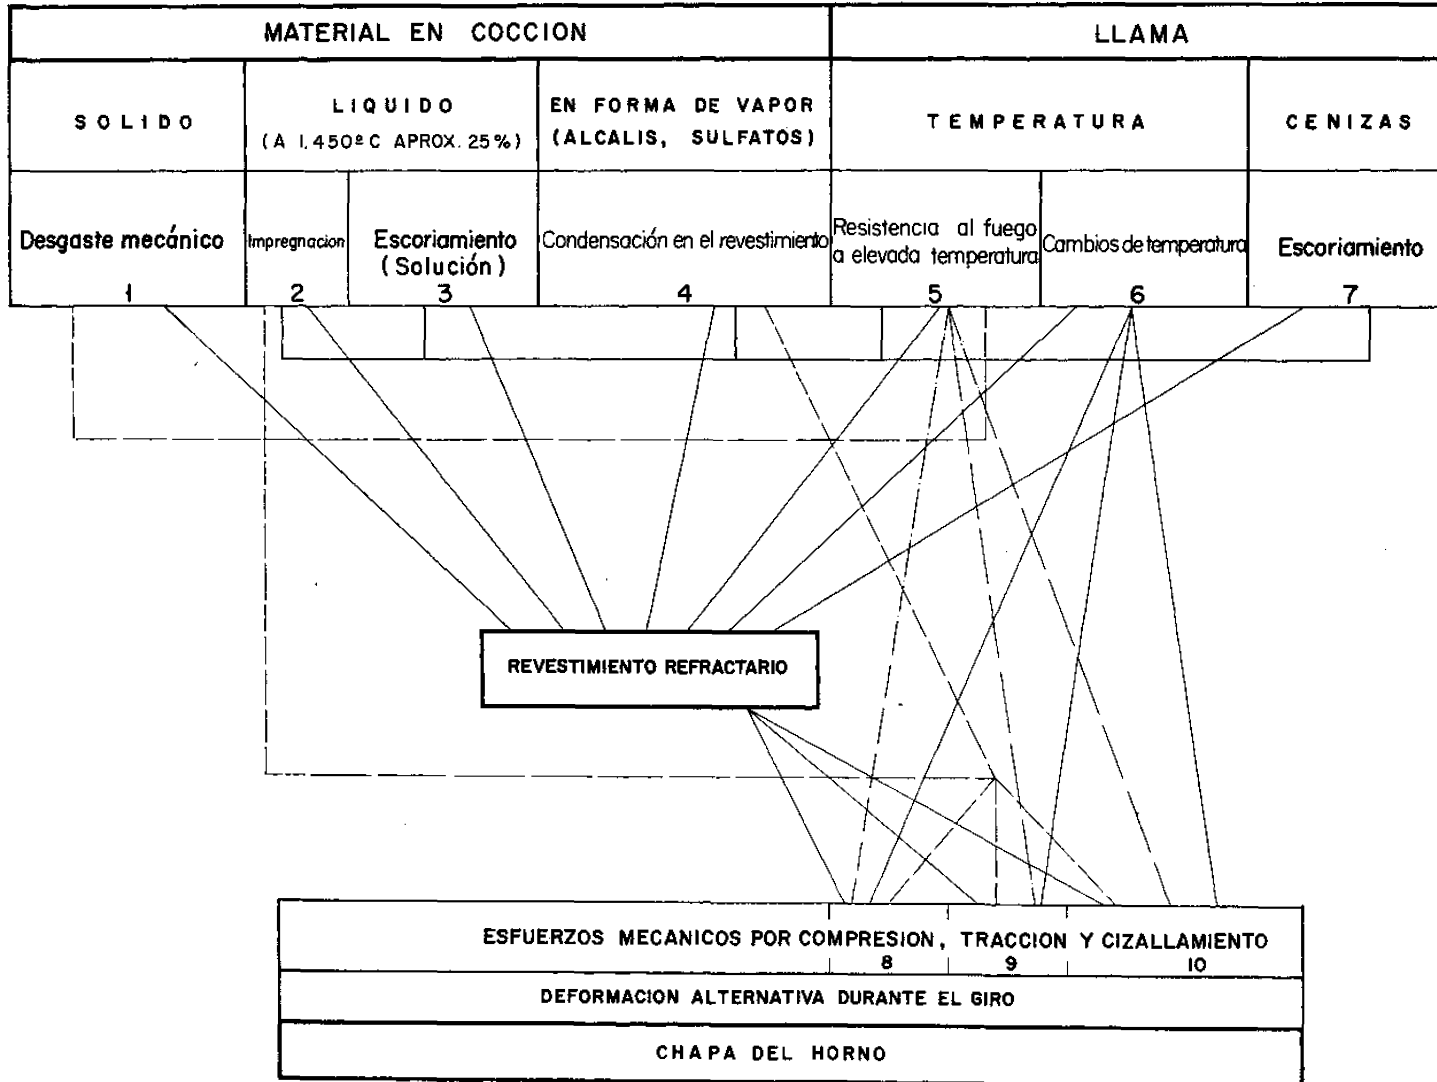 MATERIAL EN COCCION
LLAMA
SOLIDO
LIQUIDO
(A 1.450º C APROX. 25%)
EN FORMA DE VAPOR
(ALCALIS, SULFATOS)
TEMPERATURA
CENIZAS
Desgaste mecánico
1
Impregnacion
2
Escoriamiento
(Solución)
3
Condensación en el revestimiento
4
Resistencia al fuego
a elevada temperatura
5
Cambios de temperatura
6
Escoriamiento
7
REVESTIMIENTO REFRACTARIO
ESFUERZOS MECANICOS POR COMPRESION, TRACCION Y CIZALLAMIENTO
8 9 10
DEFORMACION ALTERNATIVA DURANTE EL GIRO
CHAPA DEL HORNO